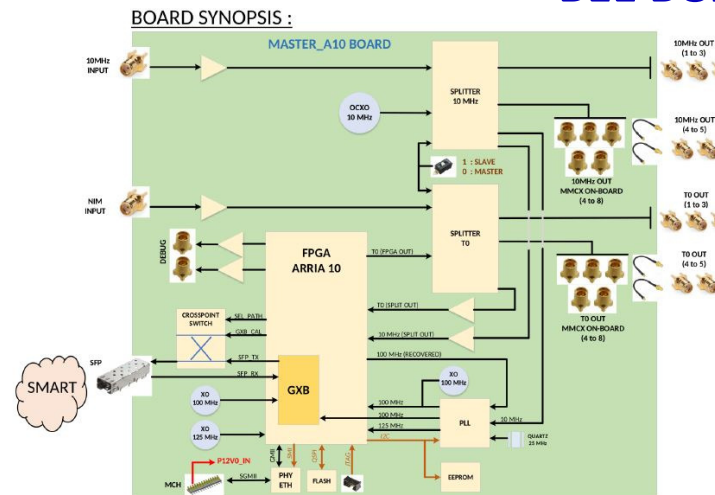 BOARD SYNOPSIS :
MASTER_A10 BOARD
10MHz
INPUT
OCXO
10 MHz
SPLITTER
10 MHz
10MHz OUT
(1 to 3)
10MHz OUT
(4 to 5)
1 : SLAVE
0 : MASTER
10MHz OUT
MMCX ON-BOARD
(4 to 8)
NIM
INPUT
SPLITTER
T0
T0 OUT
(1 to 3)
T0 OUT
(4 to 5)
T0 OUT
MMCX ON-BOARD
(4 to 8)
DEBUG
FPGA
ARRIA 10
T0 (FPGA OUT)
T0 (SPLIT OUT)
10 MHz (SPLIT OUT)
100 MHz (RECOVERED)
CROSSPOINT
SWITCH
SEL_PATH
GXB_CAL
SFP_TX
SFP_RX
SFP
SMART
GXB
XO
100 MHz
XO
125 MHz
XO
100 MHz
100 MHz
100 MHz
125 MHz
I2C
PLL
10 MHz
QUARTZ
25 MHz
EEPROM
GMII
SMI
QSPI
JTAG
PHY
ETH
FLASH
SGMII
MCH
P12V0_IN